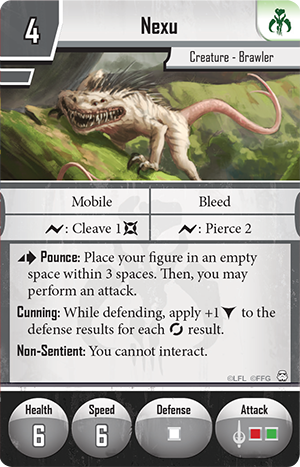 4
Nexu
Creature - Brawler
Mobile
Bleed
: Cleave 1
: Pierce 2
Pounce: Place your figure in an empty
space within 3 spaces. Then, you may
perform an attack.
Cunning: While defending, apply +1 to the
defense results for each result.
Non-Sentient: You cannot interact.
©LFL ©FFG
Health
Speed
Defense
Attack
6
6